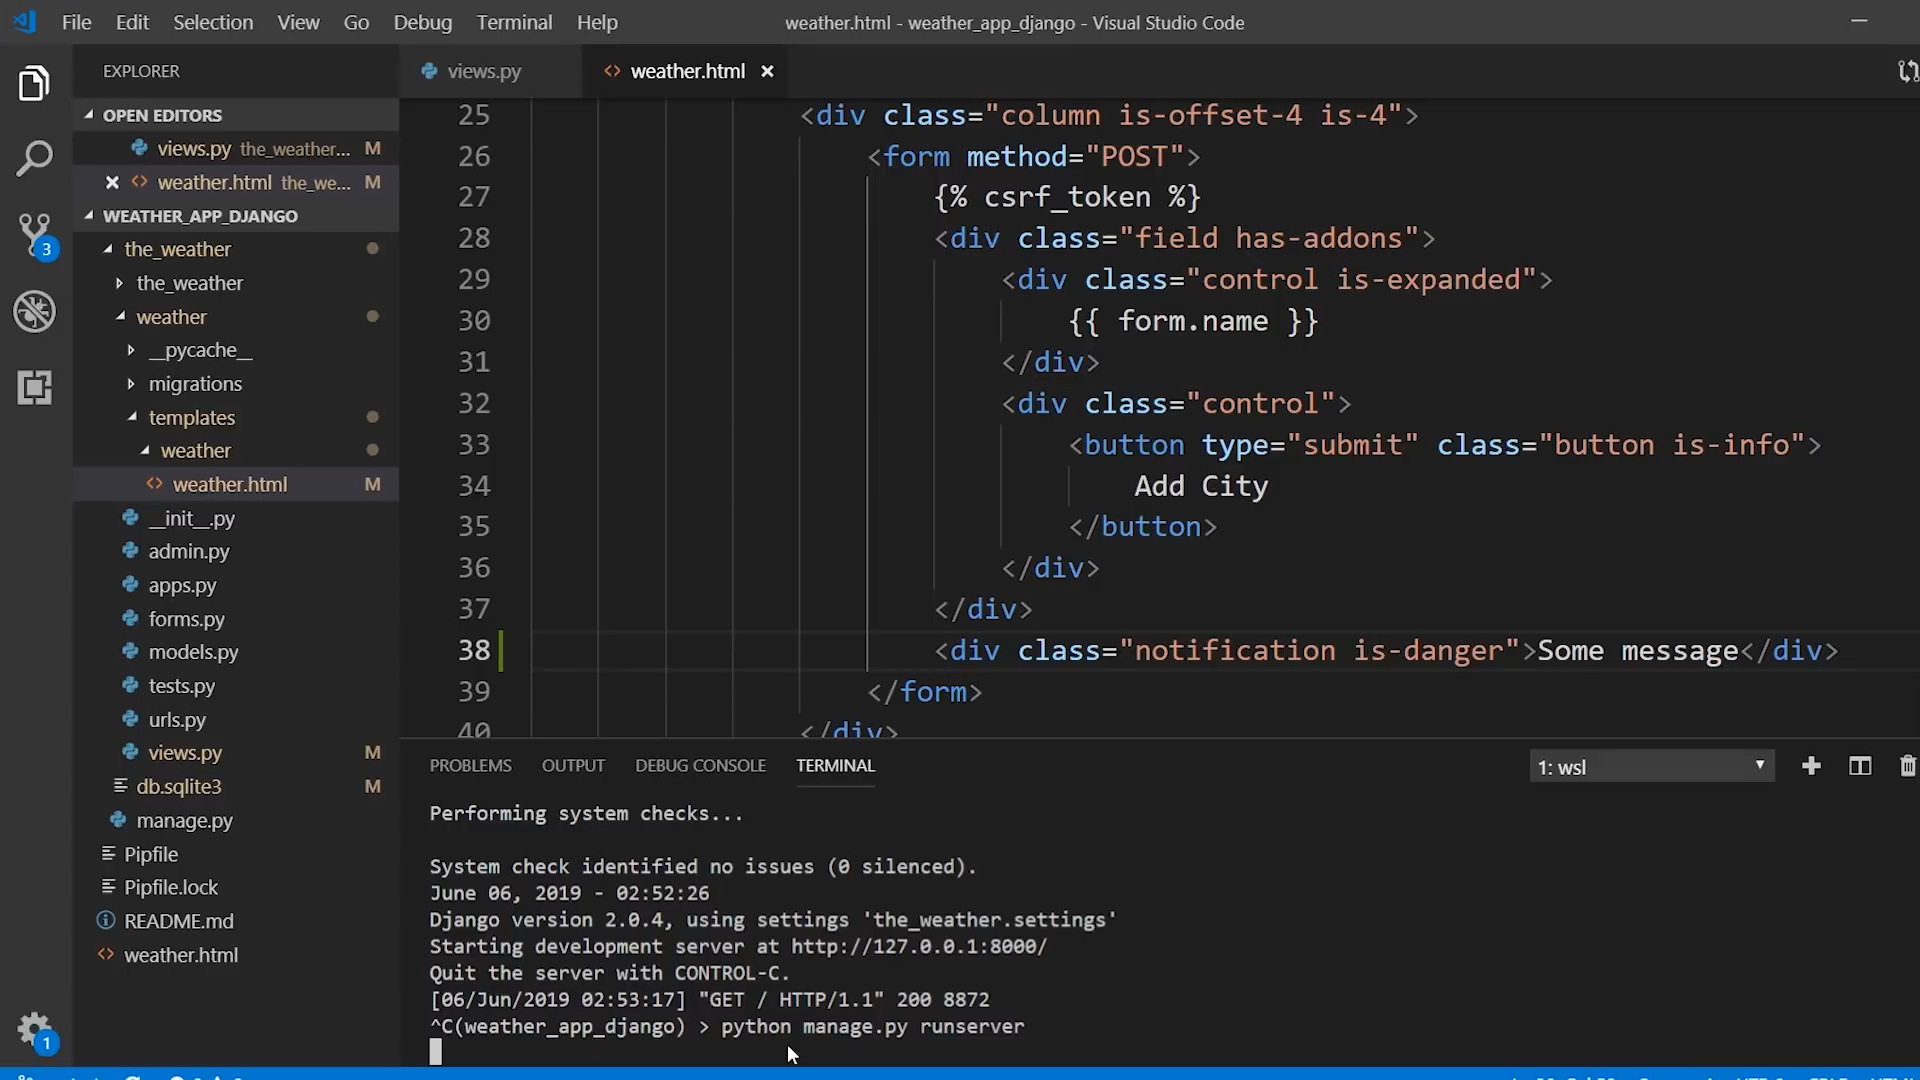 File Edit Selection View Go Debug Terminal Help
weather.html - weather_app_django - Visual Studio Code
EXPLORER
OPEN EDITORS
views.py the_weather... M
weather.html the_we... M
WEATHER_APP_DJANGO
the_weather
the_weather
weather
__pycache__
migrations
templates
weather
weather.html M
__init__.py
admin.py
apps.py
forms.py
models.py
tests.py
urls.py
views.py M
db.sqlite3 M
manage.py
Pipfile
Pipfile.lock
README.md
weather.html
3
1
views.py weather.html
25 <div class="column is-offset-4 is-4">
26 <form method="POST">
27 {% csrf_token %}
28 <div class="field has-addons">
29 <div class="control is-expanded">
30 {{ form.name }}
31 </div>
32 <div class="control">
33 <button type="submit" class="button is-info">
34 Add City
35 </button>
36 </div>
37 </div>
38 <div class="notification is-danger">Some message</div>
39 </form>
40 </div>
PROBLEMS OUTPUT DEBUG CONSOLE TERMINAL
1: wsl
Performing system checks...
System check identified no issues (0 silenced).
June 06, 2019 - 02:52:26
Django version 2.0.4, using settings 'the_weather.settings'
Starting development server at http://127.0.0.1:8000/
Quit the server with CONTROL-C.
[06/Jun/2019 02:53:17] "GET / HTTP/1.1" 200 8872
^C(weather_app_django) > python manage.py runserver